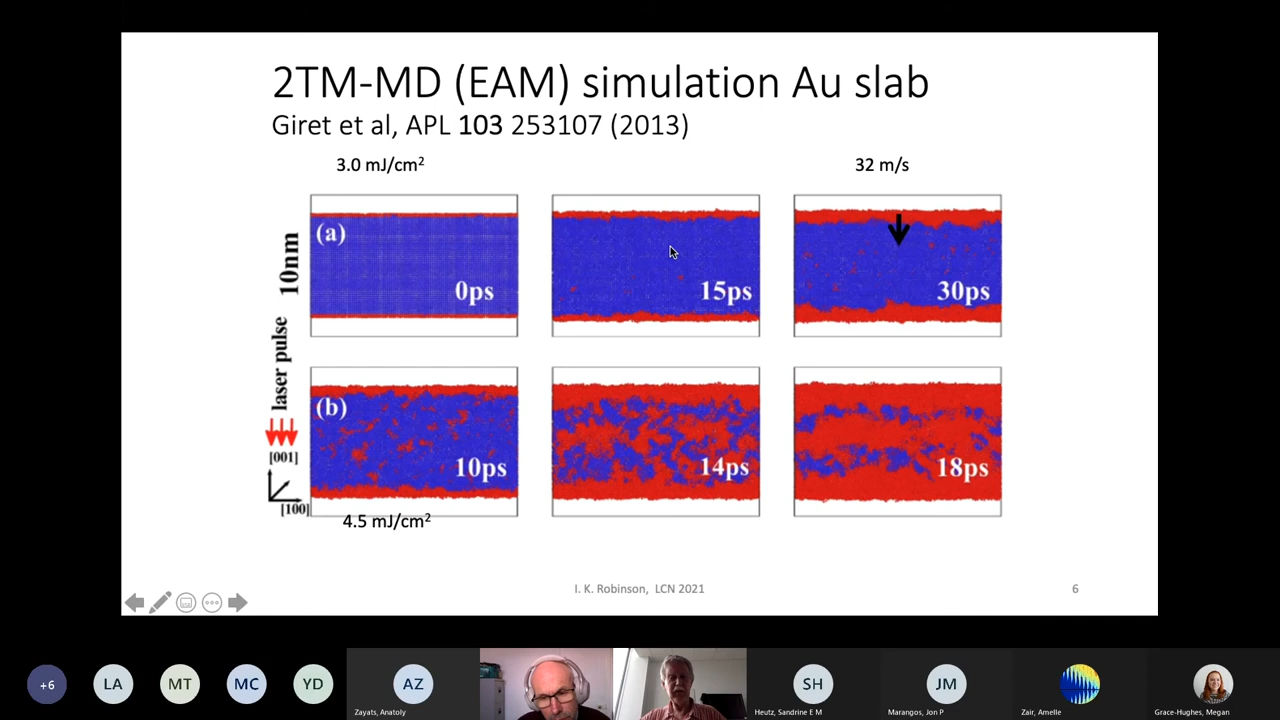 2TM-MD (EAM) simulation Au slab
Giret et al, APL 103 253107 (2013)
3.0 mJ/cm²
32 m/s
10nm
(a)
0ps
15ps
30ps
laser pulse
(b)
10ps
14ps
18ps
[001]
[100]
4.5 mJ/cm²
I. K. Robinson, LCN 2021
6
+6
LA
MT
MC
YD
AZ
Zayats, Anatoly
SH
Heutz, Sandrine E M
JM
Marangos, Jon P
Zair, Amelle
Grace-Hughes, Megan